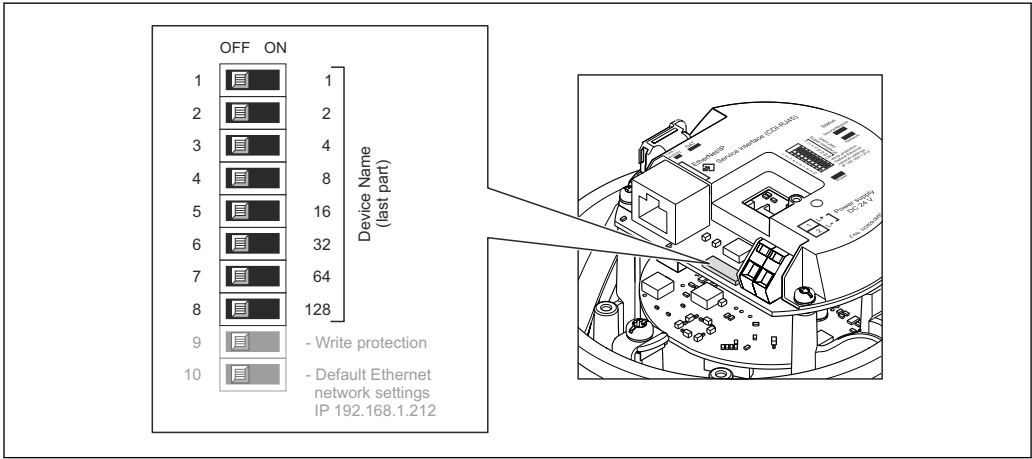 OFF ON
1 1
2 2
3 4
4 8
5 16
6 32
7 64
8 128
Device Name
(last part)
9 - Write protection
10 - Default Ethernet
network settings
IP 192.168.1.212
EtherNet/IP
Service interface (CDI-RJ45)
Status
Power supply
DC 24 V
1 +
2 -